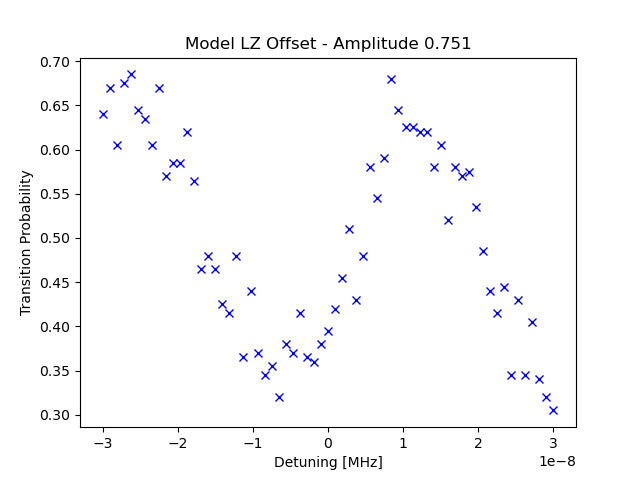 Model LZ Offset - Amplitude 0.751
Transition Probability
0.70
0.65
0.60
0.55
0.50
0.45
0.40
0.35
0.30
−3 −2 −1 0 1 2 3
1e−8
Detuning [MHz]